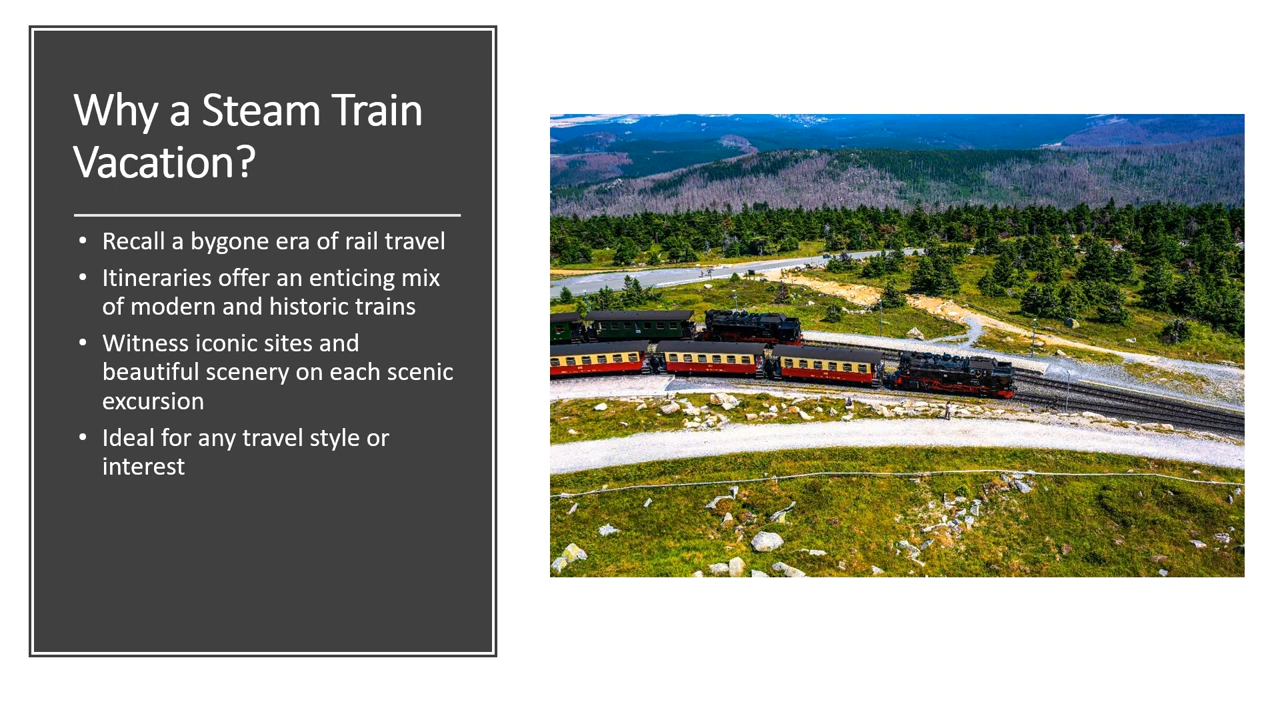 Why a Steam Train
Vacation?
• Recall a bygone era of rail travel
• Itineraries offer an enticing mix
of modern and historic trains
• Witness iconic sites and
beautiful scenery on each scenic
excursion
• Ideal for any travel style or
interest